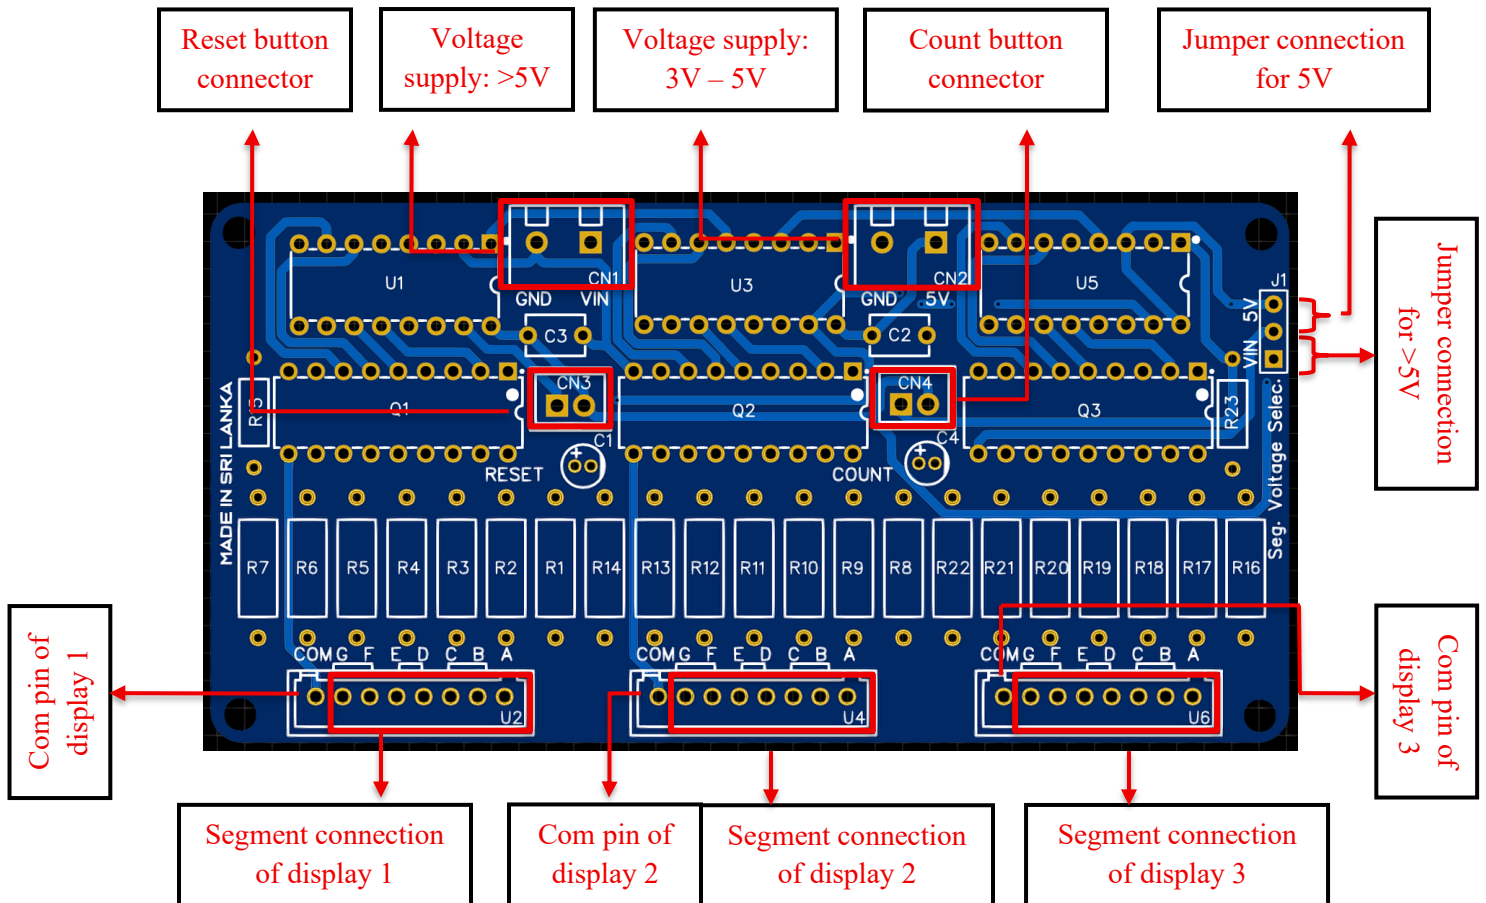 Reset button
connector
Voltage
supply: >5V
Voltage supply:
3V – 5V
Count button
connector
Jumper connection
for 5V
U1
CN1
GND VIN
U3
CN2
GND 5V
U5
J1
5V
VIN
Jumper connection
for >5V
C3
C2
CN3
CN4
Q1
Q2
Q3
R23
C1
C4
RESET
COUNT
MADE IN SRI LANKA
Seg. Voltage Selec.
R7 R6 R5 R4 R3 R2 R1 R14 R13 R12 R11 R10 R9 R8 R22 R21 R20 R19 R18 R17 R16
COM G F E D C B A
COM G F E D C B A
COM G F E D C B A
U2
U4
U6
Com pin of
display 1
Com pin of
display 3
Segment connection
of display 1
Com pin of
display 2
Segment connection
of display 2
Segment connection
of display 3